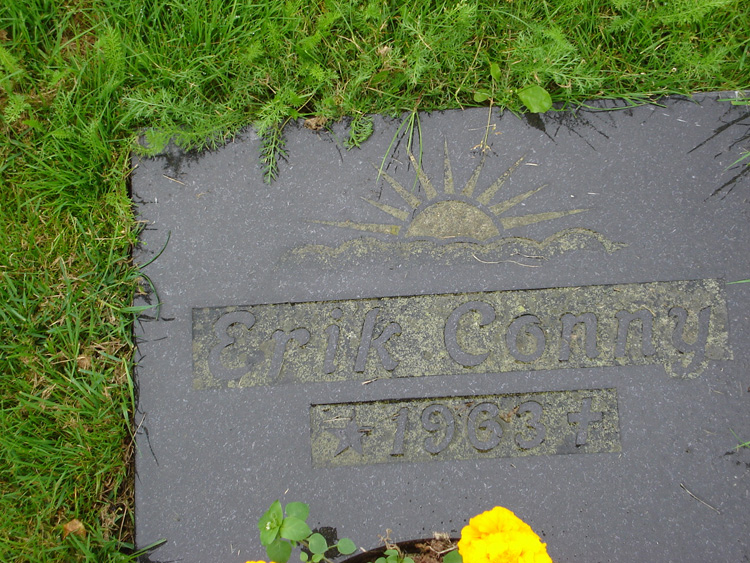 Erik Conny
★ 1963 ✝